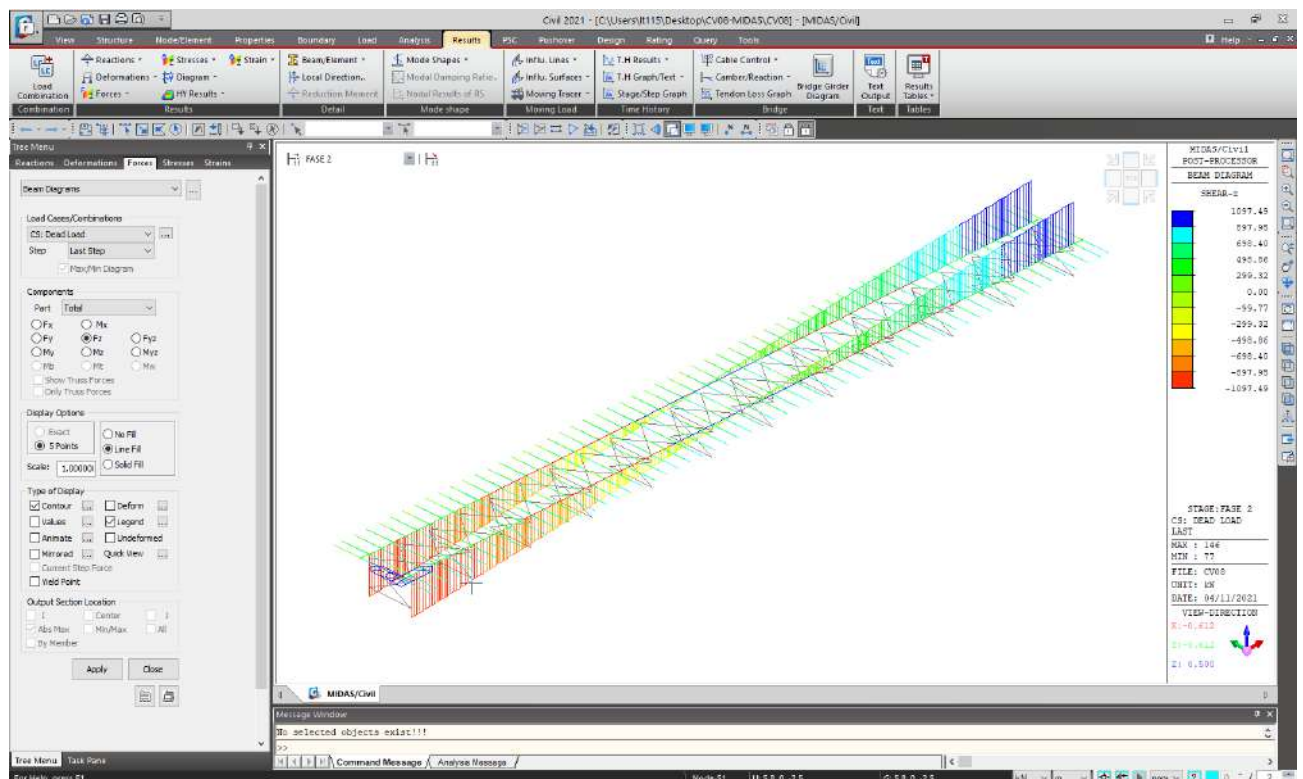 Civil 2021 - [C:\Users\lt115\Desktop\CV08-MIDAS\CV08] - [MIDAS/Civil]
View Structure Node/Element Properties Boundary Load Analysis Results PSC Pushover Design Rating Query Tools Help
Reactions Stresses Strain Beam/Element Mode Shapes Influ. Lines T.H Results Cable Control
Load Combination Deformations Diagram Local Direction.. Modal Damping Ratio.. Influ. Surfaces T.H Graph/Text Camber/Reaction Bridge Girder Diagram Text Output Results Tables
Forces HY Results Reduction Moment Nodal Results of RS Moving Tracer Stage/Step Graph Tendon Loss Graph
Combination Results Detail Mode shape Moving Load Time History Bridge Text Tables
Tree Menu
Reactions Deformations Forces Stresses Strains
Beam Diagrams
Load Cases/Combinations
CS: Dead Load
Step Last Step
Max/Min Diagram
Components
Part Total
Fx Mx
Fy Fz Fyz
My Mz Myz
Mb Mt Mw
Show Truss Forces
Only Truss Forces
Display Options
Exact No Fill
5 Points Line Fill
Scale: 1.00000 Solid Fill
Type of Display
Contour Deform
Values Legend
Animate Undeformed
Mirrored Quick View
Current Step Force
Yield Point
Output Section Location
I Center J
Abs Max Min/Max All
By Member
Apply Close
Tree Menu Task Pane
For Help, press F1
FASE 2
MIDAS/Civil
POST-PROCESSOR
BEAM DIAGRAM
SHEAR-z
1097.49
897.95
698.40
498.86
299.32
0.00
-99.77
-299.32
-498.86
-698.40
-897.95
-1097.49
STAGE:FASE 2
CS: DEAD LOAD
LAST
MAX : 146
MIN : 77
FILE: CV08
UNIT: kN
DATE: 04/11/2021
VIEW-DIRECTION
X:-0.612
Z: 0.500
MIDAS/Civil
Message Window
No selected objects exist!!!
>>
Command Message Analysis Message